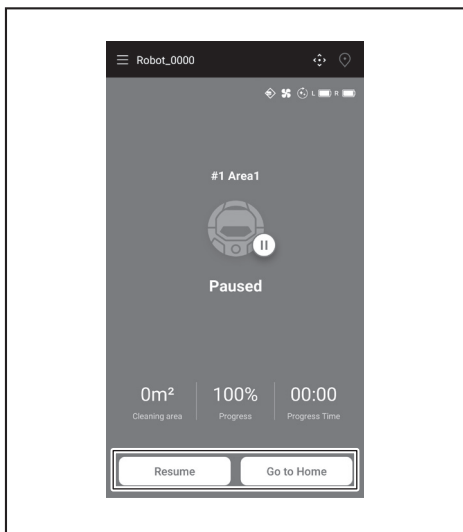 Robot_0000
L R
#1 Area1
Paused
0m² 100% 00:00
Cleaning area Progress Progress Time
Resume Go to Home